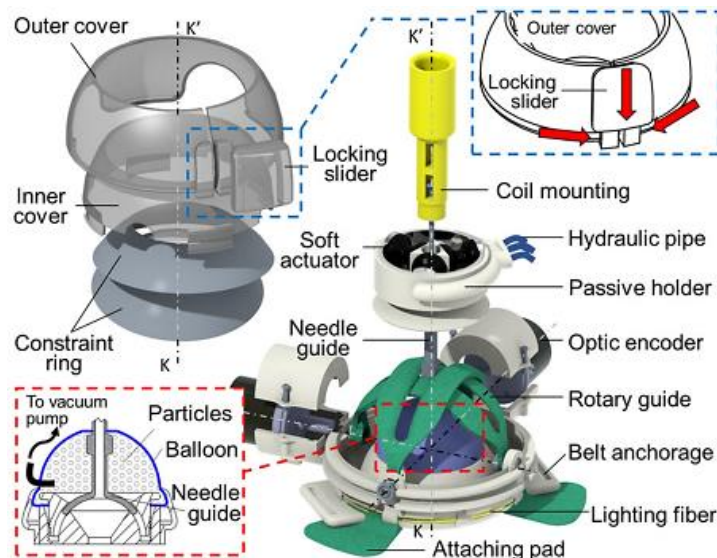 Outer cover
K'
K'
Outer cover
Locking
slider
Locking
slider
Coil mounting
Inner
cover
Soft
actuator
Hydraulic pipe
Passive holder
Constraint
ring
K
Needle
guide
Optic encoder
Rotary guide
To vacuum
pump
Particles
Balloon
Needle
guide
Belt anchorage
Lighting fiber
K
Attaching pad